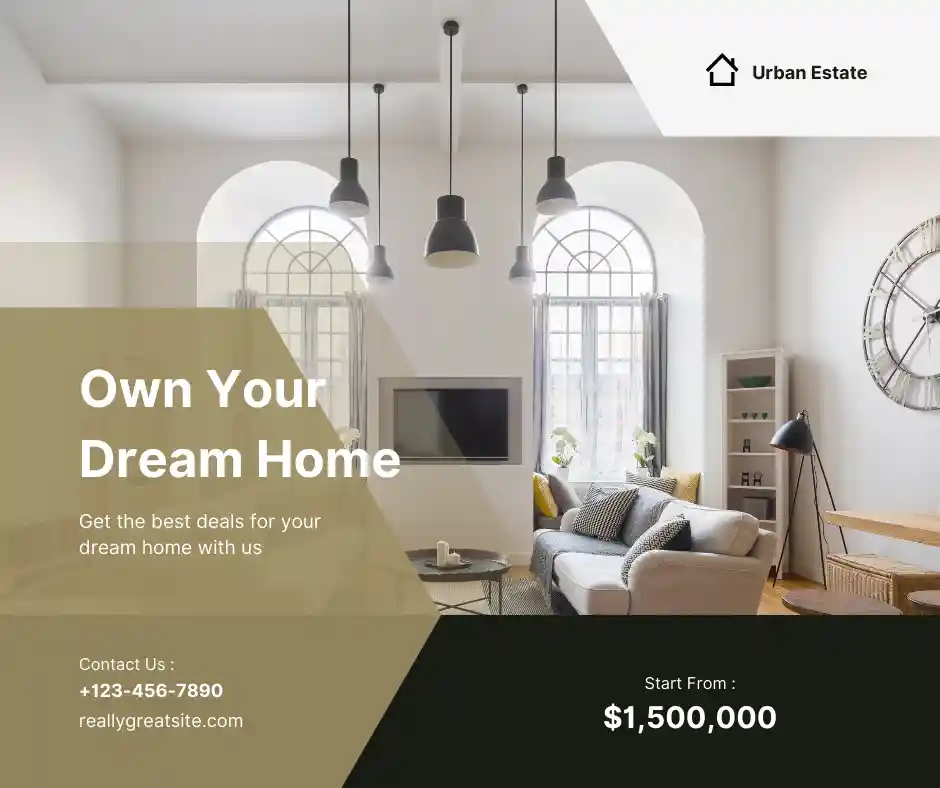 Urban Estate
Own Your
Dream Home
Get the best deals for your
dream home with us
Contact Us :
+123-456-7890
reallygreatsite.com
Start From :
$1,500,000